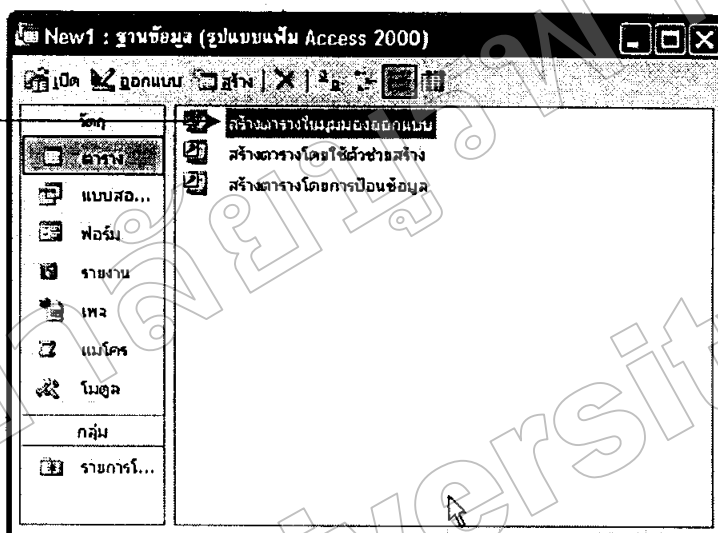 New1 : ฐานข้อมูล (รูปแบบแฟ้ม Access 2000)
เปิด ออกแบบ สร้าง
วัตถุ
ตาราง
แบบสอ...
ฟอร์ม
รายงาน
เพจ
แมโคร
โมดูล
กลุ่ม
รายการโ...
สร้างตารางในมุมมองออกแบบ
สร้างตารางโดยใช้ตัวช่วยสร้าง
สร้างตารางโดยการป้อนข้อมูล